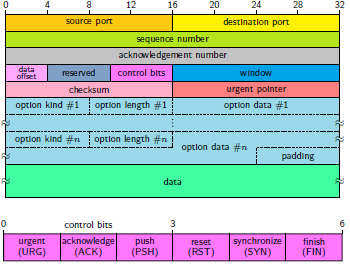 0 4 8 12 16 20 24 28 32
source port destination port
sequence number
acknowledgement number
data offset reserved control bits window
checksum urgent pointer
option kind #1 option length #1 option data #1
⋮
option kind #n option length #n option data #n
padding
data
control bits
0 3 6
urgent (URG) acknowledge (ACK) push (PSH) reset (RST) synchronize (SYN) finish (FIN)